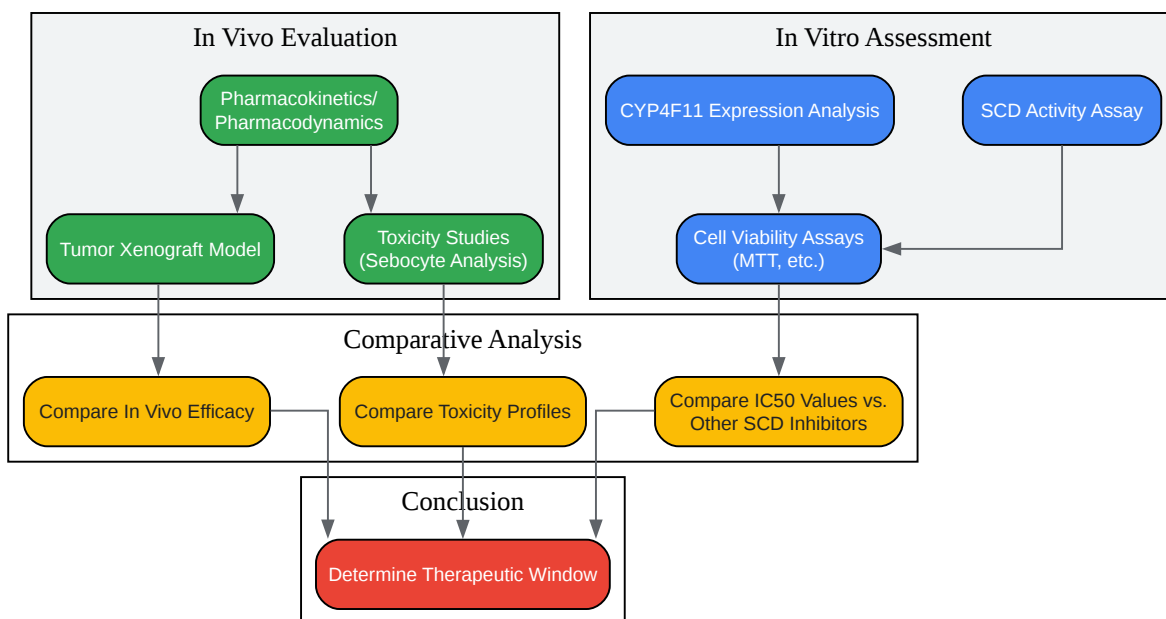 In Vivo Evaluation
Pharmacokinetics/
Pharmacodynamics
Tumor Xenograft Model
Toxicity Studies
(Sebocyte Analysis)
In Vitro Assessment
CYP4F11 Expression Analysis
SCD Activity Assay
Cell Viability Assays
(MTT, etc.)
Comparative Analysis
Compare In Vivo Efficacy
Compare Toxicity Profiles
Compare IC50 Values vs.
Other SCD Inhibitors
Conclusion
Determine Therapeutic Window